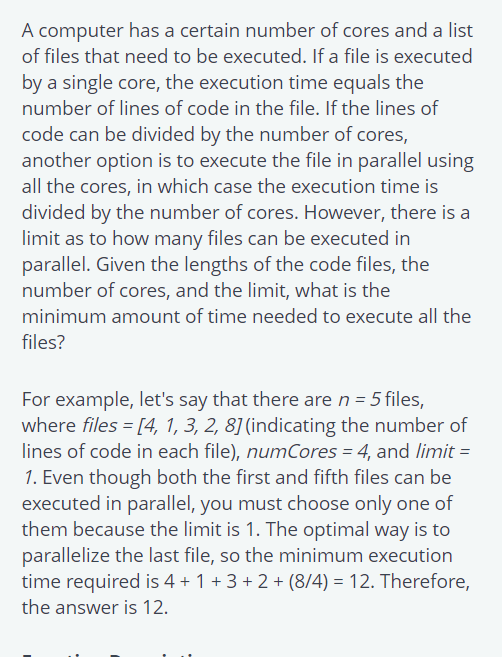 A computer has a certain number of cores and a list
of files that need to be executed. If a file is executed
by a single core, the execution time equals the
number of lines of code in the file. If the lines of
code can be divided by the number of cores,
another option is to execute the file in parallel using
all the cores, in which case the execution time is
divided by the number of cores. However, there is a
limit as to how many files can be executed in
parallel. Given the lengths of the code files, the
number of cores, and the limit, what is the
minimum amount of time needed to execute all the
files?
For example, let's say that there are n = 5 files,
where files = [4, 1, 3, 2, 8] (indicating the number of
lines of code in each file), numCores = 4, and limit =
1. Even though both the first and fifth files can be
executed in parallel, you must choose only one of
them because the limit is 1. The optimal way is to
parallelize the last file, so the minimum execution
time required is 4 + 1 + 3 + 2 + (8/4) = 12. Therefore,
the answer is 12.